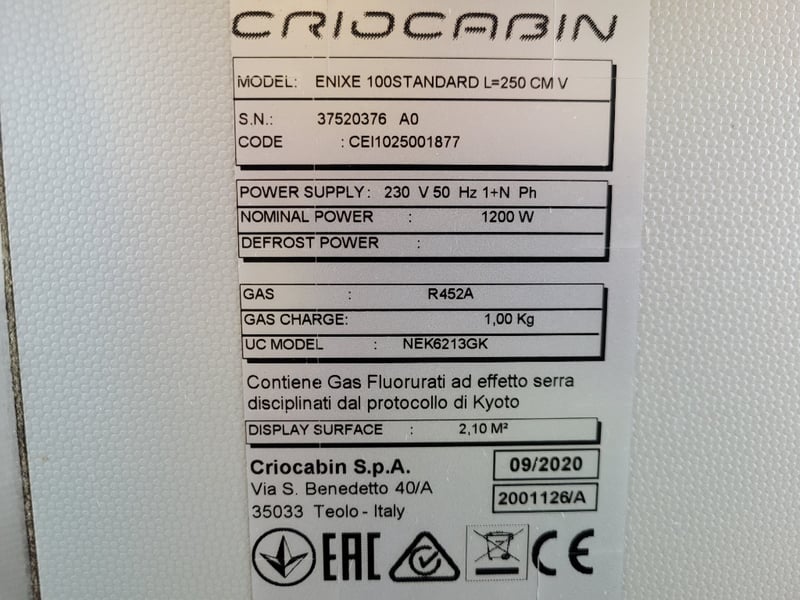 CRIOCABIN
MODEL: ENIXE 100STANDARD L=250 CM V
S.N.: 37520376 A0
CODE : CEI1025001877
POWER SUPPLY: 230 V 50 Hz 1+N Ph
NOMINAL POWER : 1200 W
DEFROST POWER :
GAS : R452A
GAS CHARGE: 1,00 Kg
UC MODEL : NEK6213GK
Contiene Gas Fluorurati ad effetto serra
disciplinati dal protocollo di Kyoto
DISPLAY SURFACE : 2,10 M²
Criocabin S.p.A. 09/2020
Via S. Benedetto 40/A 2001126/A
35033 Teolo - Italy
EAC CE